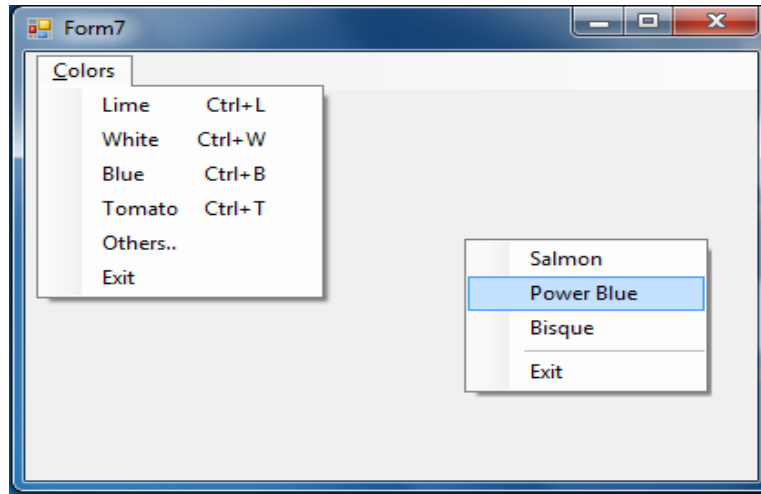 Form7
Colors
Lime Ctrl+L
White Ctrl+W
Blue Ctrl+B
Tomato Ctrl+T
Others..
Exit
Salmon
Power Blue
Bisque
Exit